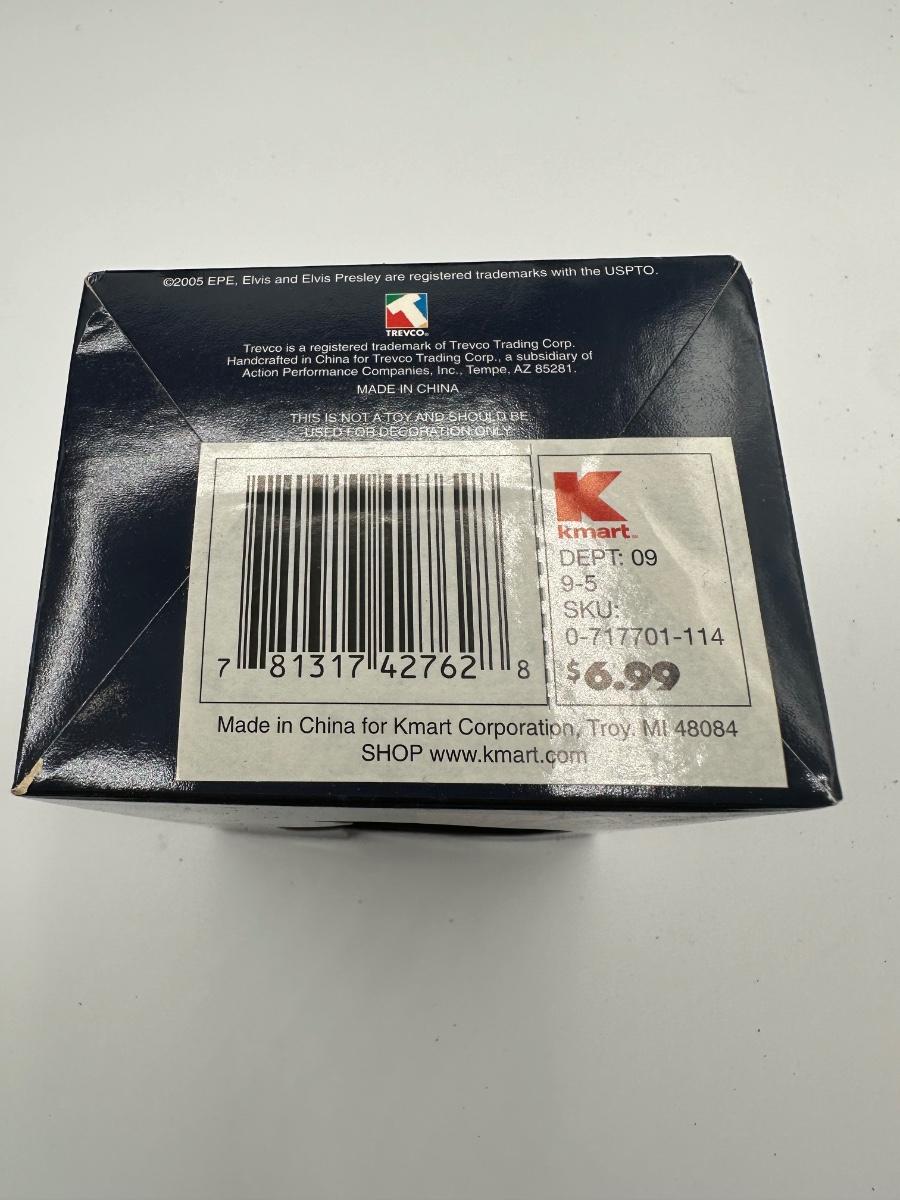 ©2005 EPE, Elvis and Elvis Presley are registered trademarks with the USPTO.
TREVCO®
Trevco is a registered trademark of Trevco Trading Corp.
Handcrafted in China for Trevco Trading Corp., a subsidiary of
Action Performance Companies, Inc., Tempe, AZ 85281.
MADE IN CHINA
THIS IS NOT A TOY AND SHOULD BE
USED FOR DECORATION ONLY
7 81317 42762 8
K
kmart
DEPT: 09
9-5
SKU:
0-717701-114
$6.99
Made in China for Kmart Corporation, Troy, MI 48084
SHOP www.kmart.com